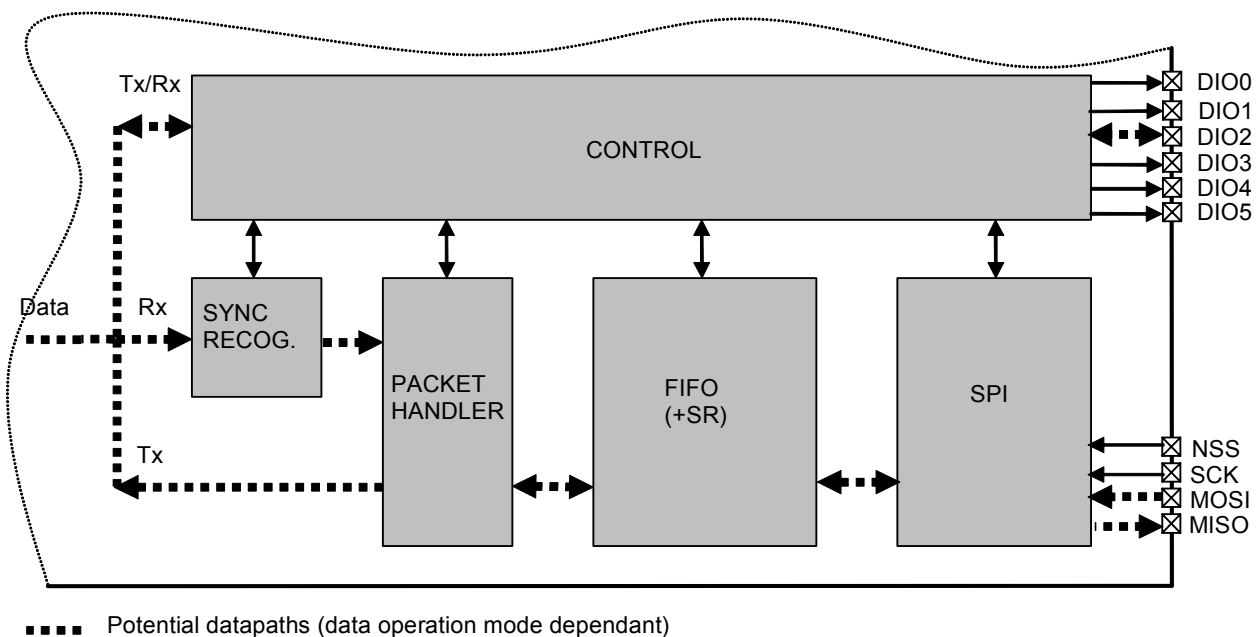 Tx/Rx
CONTROL
DIO0
DIO1
DIO2
DIO3
DIO4
DIO5
Data
Rx
SYNC
RECOG.
PACKET
HANDLER
FIFO
(+SR)
SPI
Tx
NSS
SCK
MOSI
MISO
Potential datapaths (data operation mode dependant)